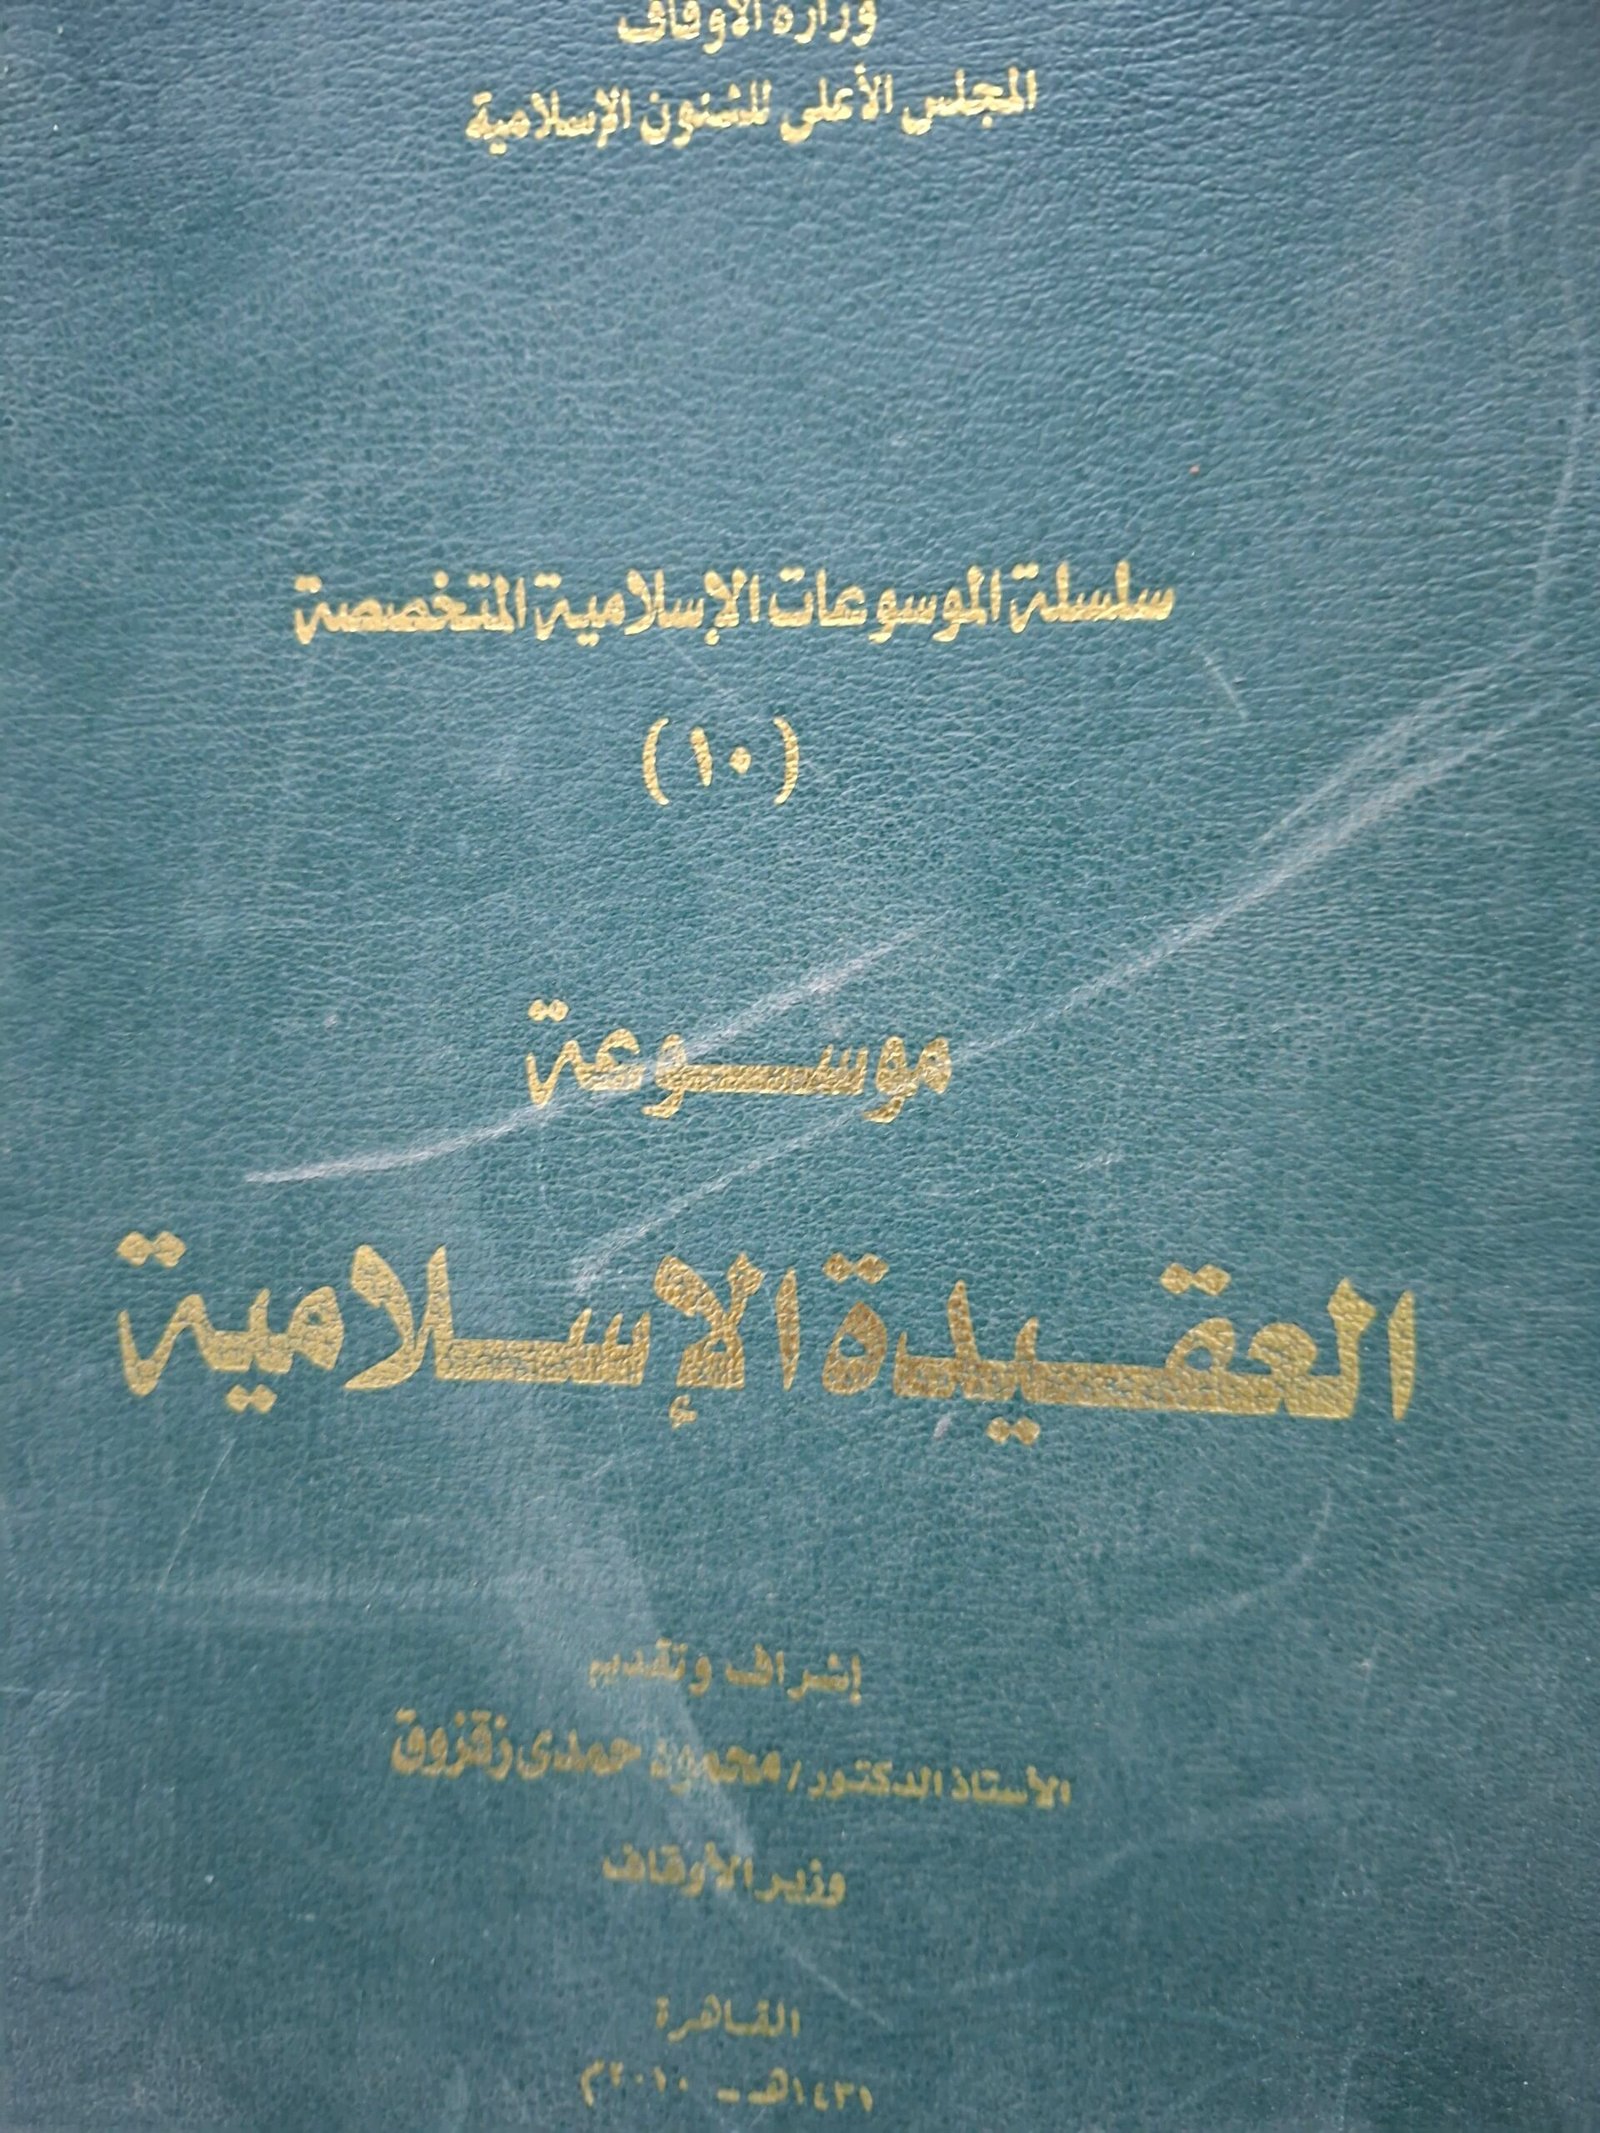 وزارة الأوقاف
المجلس الأعلى للشئون الإسلامية
سلسلة الموسوعات الإسلامية المتخصصة
(١٠)
موسوعة
العقيدة الإسلامية
إشراف وتقديم
الأستاذ الدكتور / محمود حمدى زقزوق
وزير الأوقاف
القاهرة
١٤٣١هـ - ٢٠١٠م